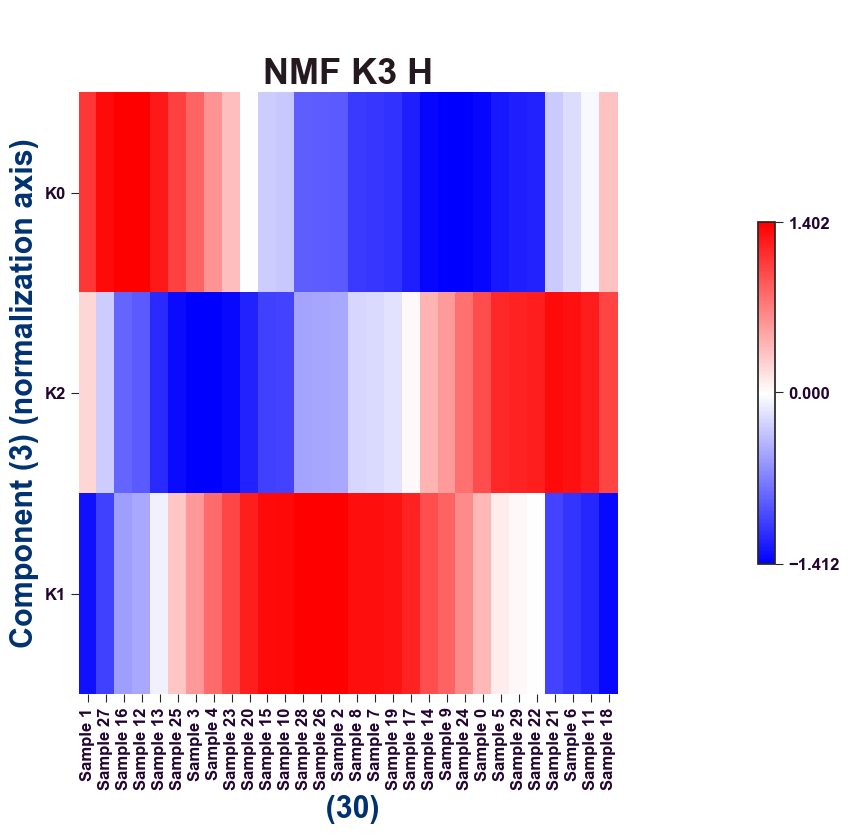 NMF K3 H
Component (3) (normalization axis)
K0
K2
K1
1.402
0.000
−1.412
Sample 1
Sample 27
Sample 16
Sample 12
Sample 13
Sample 25
Sample 3
Sample 4
Sample 23
Sample 20
Sample 15
Sample 10
Sample 28
Sample 26
Sample 2
Sample 8
Sample 7
Sample 19
Sample 17
Sample 14
Sample 9
Sample 24
Sample 0
Sample 5
Sample 29
Sample 22
Sample 21
Sample 6
Sample 11
Sample 18
(30)